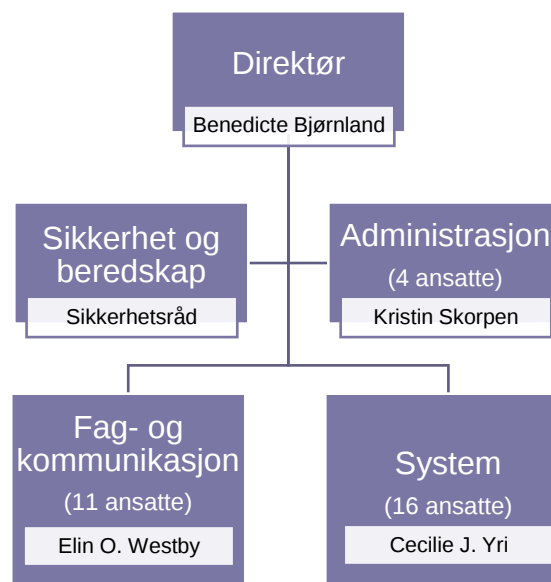 Direktør
Benedicte Bjørnland
Sikkerhet og
beredskap
Sikkerhetsråd
Administrasjon
(4 ansatte)
Kristin Skorpen
Fag- og
kommunikasjon
(11 ansatte)
Elin O. Westby
System
(16 ansatte)
Cecilie J. Yri